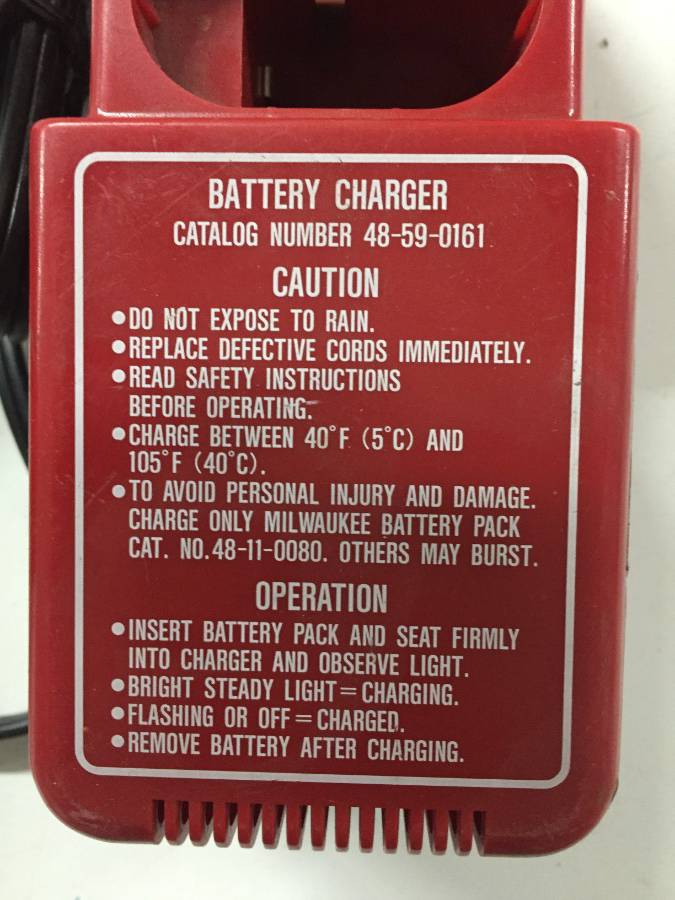 BATTERY CHARGER
CATALOG NUMBER 48-59-0161
CAUTION
•DO NOT EXPOSE TO RAIN.
•REPLACE DEFECTIVE CORDS IMMEDIATELY.
•READ SAFETY INSTRUCTIONS
BEFORE OPERATING.
•CHARGE BETWEEN 40°F (5°C) AND
105°F (40°C).
•TO AVOID PERSONAL INJURY AND DAMAGE.
CHARGE ONLY MILWAUKEE BATTERY PACK
CAT. NO.48-11-0080. OTHERS MAY BURST.
OPERATION
•INSERT BATTERY PACK AND SEAT FIRMLY
INTO CHARGER AND OBSERVE LIGHT.
•BRIGHT STEADY LIGHT=CHARGING.
•FLASHING OR OFF=CHARGED.
•REMOVE BATTERY AFTER CHARGING.